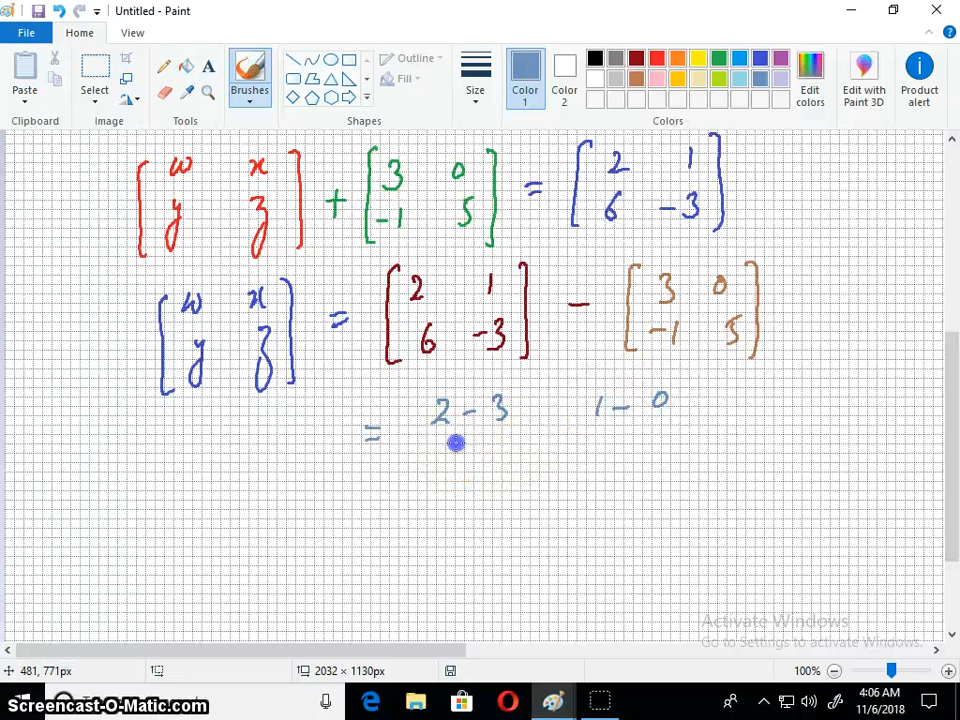 Untitled - Paint
File Home View
Paste Select Brushes Outline Fill Size Color 1 Color 2 Edit colors Edit with Paint 3D Product alert
Clipboard Image Tools Shapes Colors
[ w x ] + [ 3 0 ] = [ 2 1 ]
[ y z ] [ -1 5 ] [ 6 -3 ]
[ w x ] = [ 2 1 ] - [ 3 0 ]
[ y z ] [ 6 -3 ] [ -1 5 ]
= 2 - 3 1 - 0
Activate Windows
Go to Settings to activate Windows.
481, 771px 2032 × 1130px 100%
Screencast-O-Matic.com 4:06 AM
11/6/2018